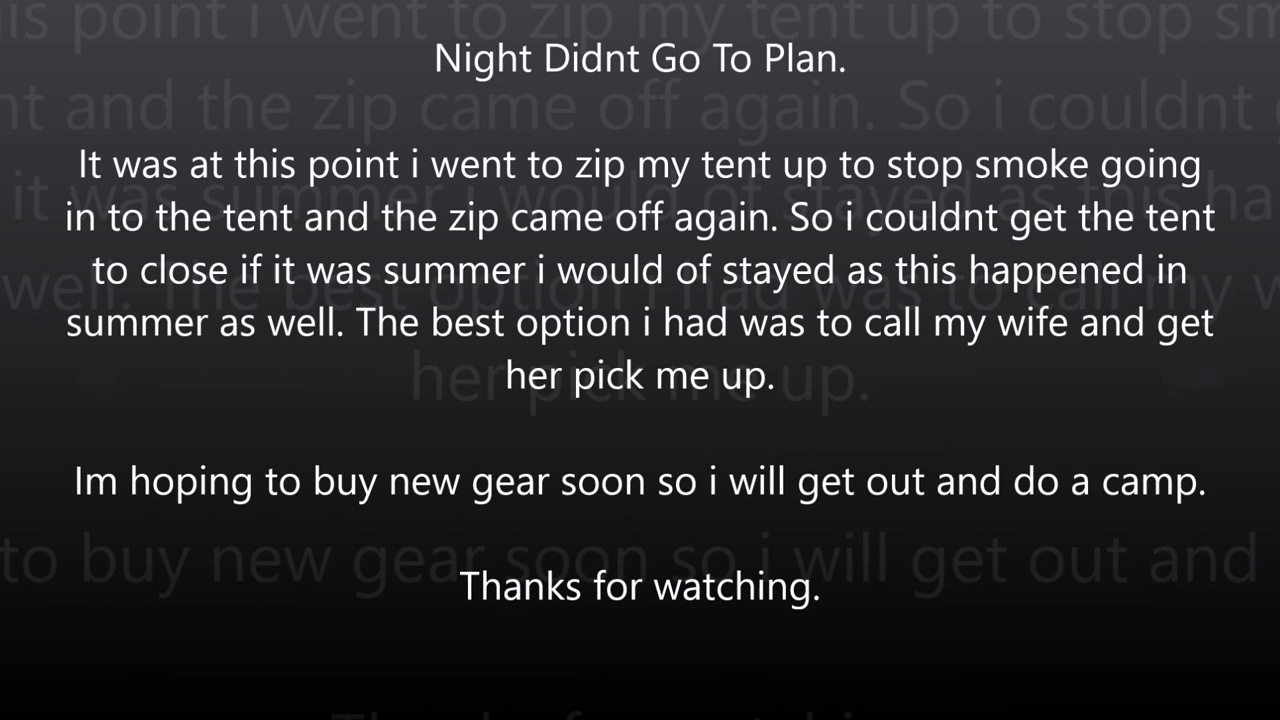 Night Didnt Go To Plan.
It was at this point i went to zip my tent up to stop smoke going
in to the tent and the zip came off again. So i couldnt get the tent
to close if it was summer i would of stayed as this happened in
summer as well. The best option i had was to call my wife and get
her pick me up.
Im hoping to buy new gear soon so i will get out and do a camp.
Thanks for watching.